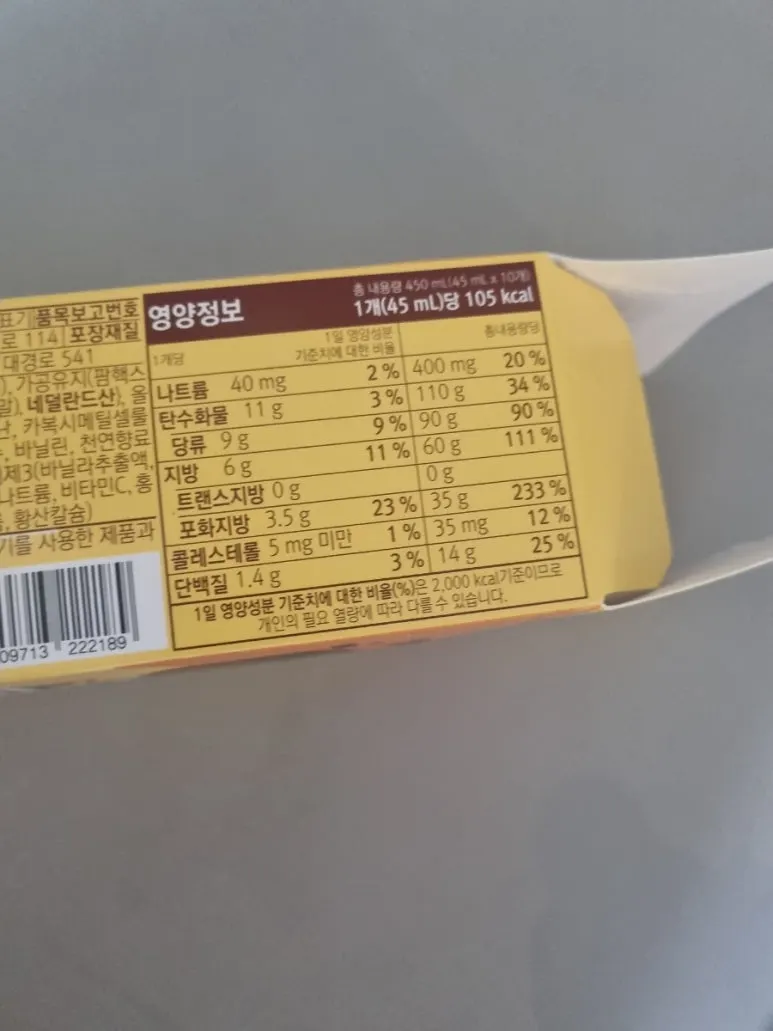 표기 품목보고번호
로 114 포장재질
대경로 541
), 가공유지(팜핵스
말), 네덜란드산), 올
난, 카복시메틸셀룰
, 바닐린, 천연향료
제3(바닐라추출액,
나트륨, 비타민C, 홍
, 황산칼슘)
기를 사용한 제품과
09713 222189
영양정보
총 내용량 450 mL(45 mL x 10개)
1개(45 mL)당 105 kcal
1개당 1일 영양성분 기준치에 대한 비율 총내용량당
나트륨 40 mg 2 % 400 mg 20 %
탄수화물 11 g 3 % 110 g 34 %
당류 9 g 9 % 90 g 90 %
지방 6 g 11 % 60 g 111 %
트랜스지방 0 g 0 g
포화지방 3.5 g 23 % 35 g 233 %
콜레스테롤 5 mg 미만 1 % 35 mg 12 %
단백질 1.4 g 3 % 14 g 25 %
1일 영양성분 기준치에 대한 비율(%)은 2,000 kcal기준이므로
개인의 필요 열량에 따라 다를 수 있습니다.